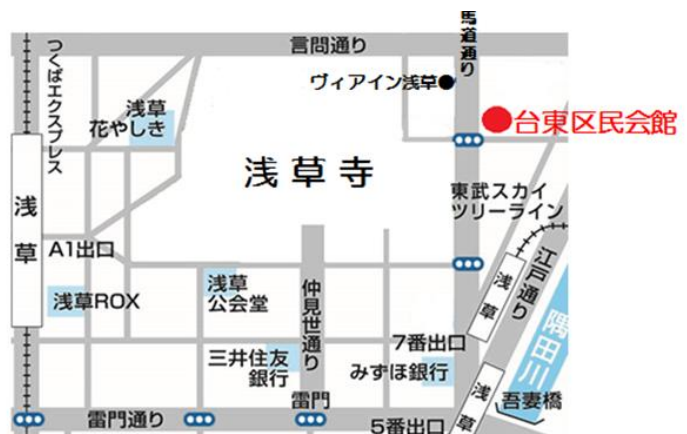 馬道通り
言問通り
つくばエクスプレス
ヴィアイン浅草
浅草
花やしき
台東区民会館
浅草寺
東武スカイ
ツリーライン
浅草
A1出口
江戸通り
浅草ROX
浅草
公会堂
仲見世通り
浅草
隅田川
7番出口
三井住友
銀行
みずほ銀行
浅草
吾妻橋
雷門通り
雷門
5番出口